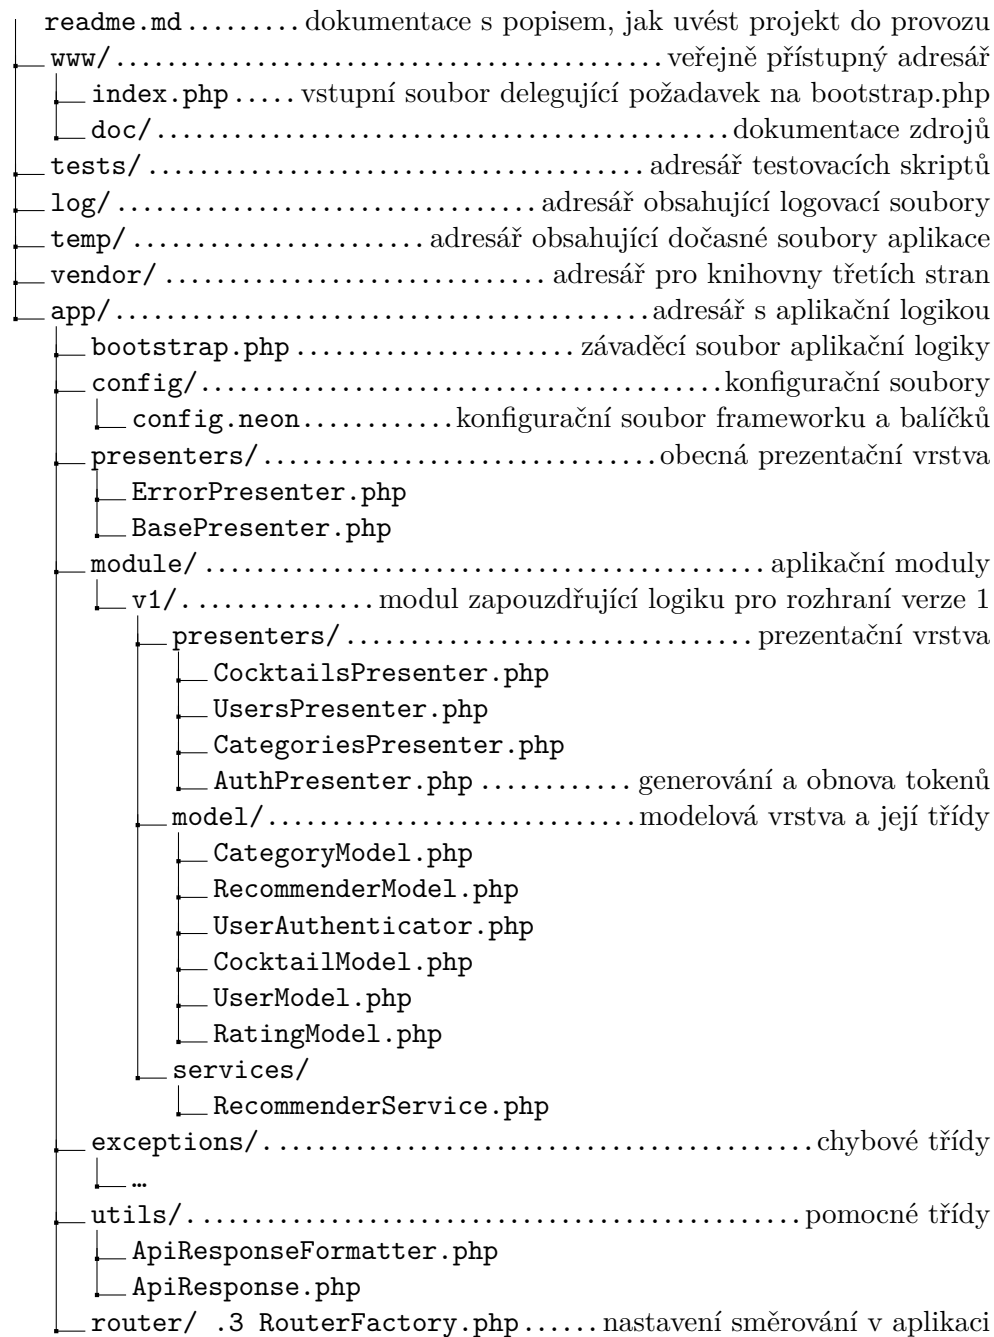 readme.md.........dokumentace s popisem, jak uvést projekt do provozu
www/.......................................veřejně přístupný adresář
index.php.....vstupní soubor delegující požadavek na bootstrap.php
doc/.........................................dokumentace zdrojů
tests/....................................adresář testovacích skriptů
log/..............................adresář obsahující logovací soubory
temp/.....................adresář obsahující dočasné soubory aplikace
vendor/...........................adresář pro knihovny třetích stran
app/......................................adresář s aplikační logikou
bootstrap.php....................závaděcí soubor aplikační logiky
config/.....................................konfigurační soubory
config.neon...........konfigurační soubor frameworku a balíčků
presenters/............................obecná prezentační vrstva
ErrorPresenter.php
BasePresenter.php
module/........................................aplikační moduly
v1/..............modul zapouzdřující logiku pro rozhraní verze 1
presenters/.............................prezentační vrstva
CocktailsPresenter.php
UsersPresenter.php
CategoriesPresenter.php
AuthPresenter.php...........generování a obnova tokenů
model/..........................modelová vrstva a její třídy
CategoryModel.php
RecommenderModel.php
UserAuthenticator.php
CocktailModel.php
UserModel.php
RatingModel.php
services/
RecommenderService.php
exceptions/.......................................chybové třídy
…
utils/............................................pomocné třídy
ApiResponseFormatter.php
ApiResponse.php
router/ .3 RouterFactory.php......nastavení směrování v aplikaci